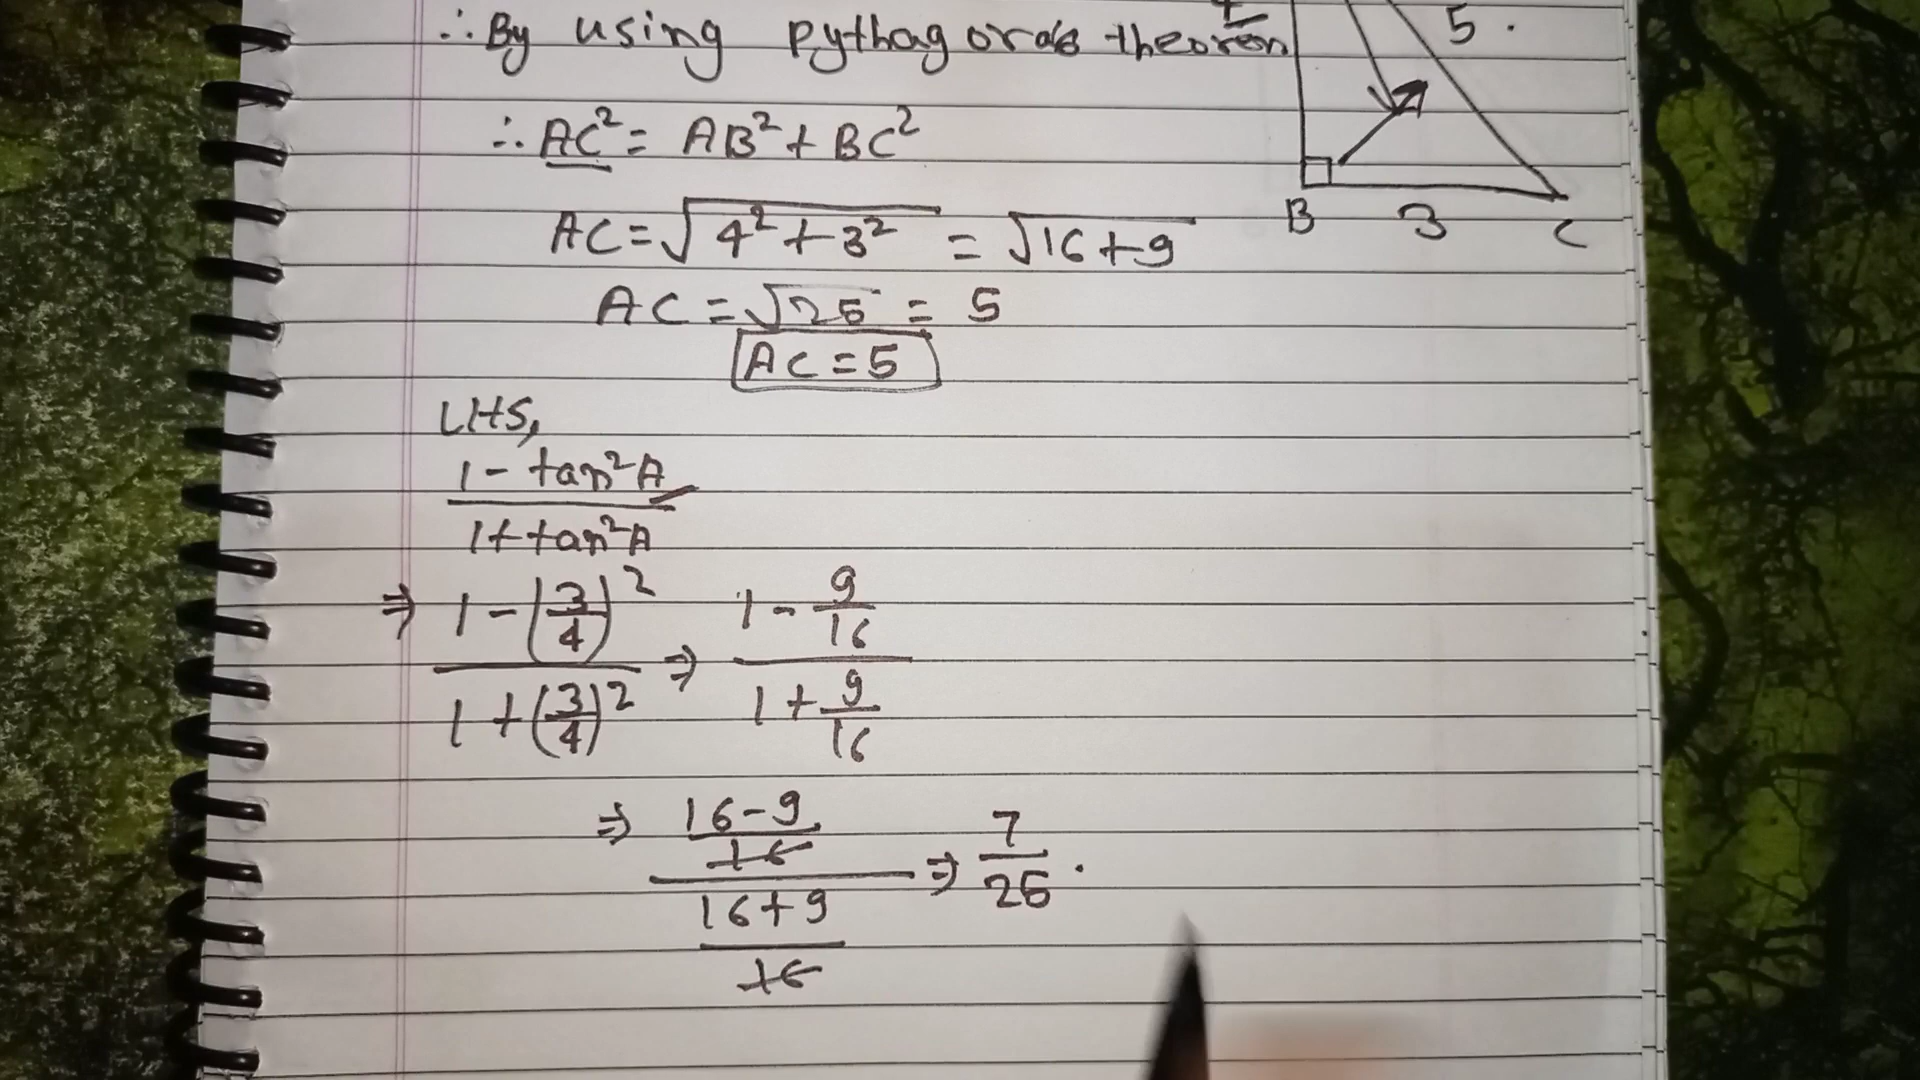 ∴ By using pythagora's theorem
5.
∴ AC² = AB² + BC²
AC = √4² + 3² = √16 + 9
B 3 C
AC = √25 = 5
AC = 5
LHS,
1 - tan²A
1 + tan²A
⇒ 1 - (3/4)² ⇒ 1 - 9/16
1 + (3/4)² 1 + 9/16
⇒ 16 - 9 / 16 ⇒ 7/25.
16 + 9 / 16